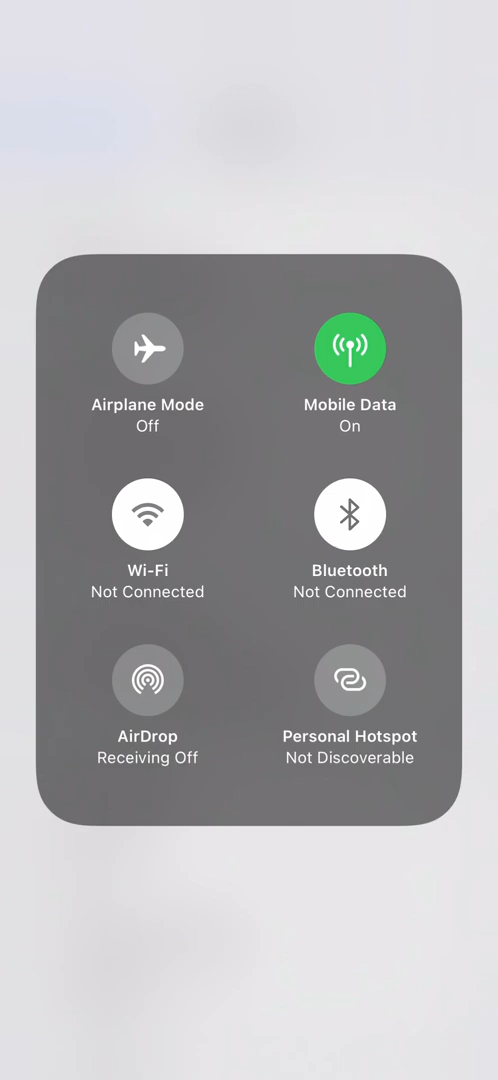 Airplane Mode
Off
Mobile Data
On
Wi-Fi
Not Connected
Bluetooth
Not Connected
AirDrop
Receiving Off
Personal Hotspot
Not Discoverable